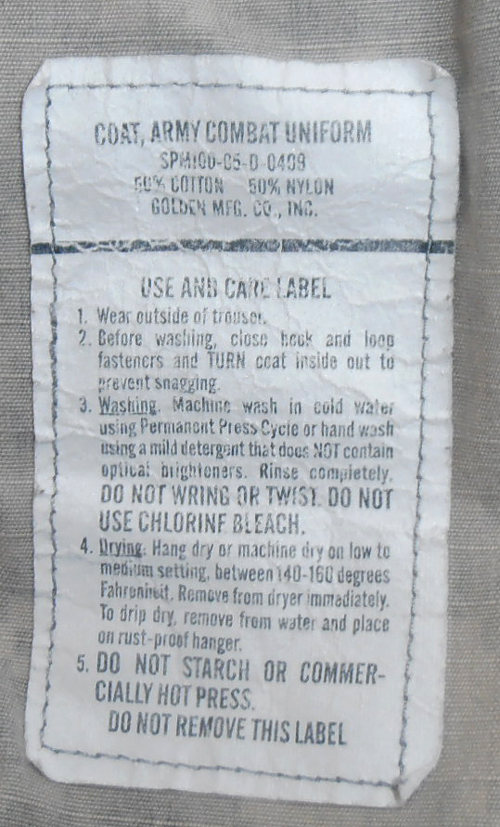 COAT, ARMY COMBAT UNIFORM
SPM100-05-D-0409
50% COTTON 50% NYLON
GOLDEN MFG. CO., INC.
USE AND CARE LABEL
1. Wear outside of trouser.
2. Before washing, close hook and loop
fasteners and TURN coat inside out to
prevent snagging.
3. Washing. Machine wash in cold water
using Permanent Press Cycle or hand wash
using a mild detergent that does NOT contain
optical brighteners. Rinse completely.
DO NOT WRING OR TWIST. DO NOT
USE CHLORINE BLEACH.
4. Drying: Hang dry or machine dry on low to
medium setting, between 140-160 degrees
Fahrenheit. Remove from dryer immediately.
To drip dry, remove from water and place
on rust-proof hanger.
5. DO NOT STARCH OR COMMER-
CIALLY HOT PRESS.
DO NOT REMOVE THIS LABEL